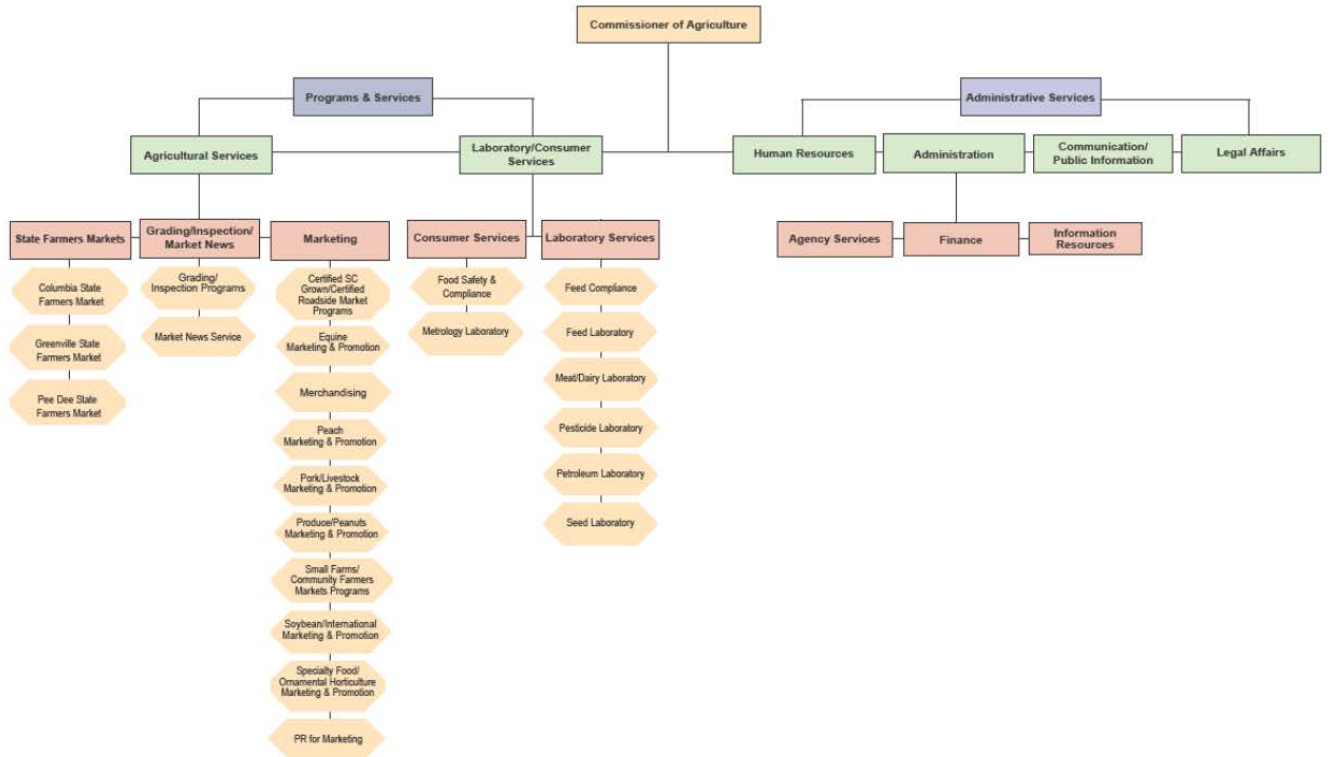 Commissioner of Agriculture
Programs & Services
Administrative Services
Agricultural Services
Laboratory/Consumer
Services
Human Resources
Administration
Communication/
Public Information
Legal Affairs
State Farmers Markets
Grading/Inspection/
Market News
Marketing
Consumer Services
Laboratory Services
Agency Services
Finance
Information
Resources
Columbia State
Farmers Market
Greenville State
Farmers Market
Pee Dee State
Farmers Market
Grading/
Inspection Programs
Market News Service
Certified SC
Grown/Certified
Roadside Market
Programs
Equine
Marketing & Promotion
Merchandising
Peach
Marketing & Promotion
Pork/Livestock
Marketing & Promotion
Produce/Peanuts
Marketing & Promotion
Small Farms/
Community Farmers
Markets Programs
Soybean/International
Marketing & Promotion
Specialty Food/
Ornamental Horticulture
Marketing & Promotion
PR for Marketing
Food Safety &
Compliance
Metrology Laboratory
Feed Compliance
Feed Laboratory
Meat/Dairy Laboratory
Pesticide Laboratory
Petroleum Laboratory
Seed Laboratory